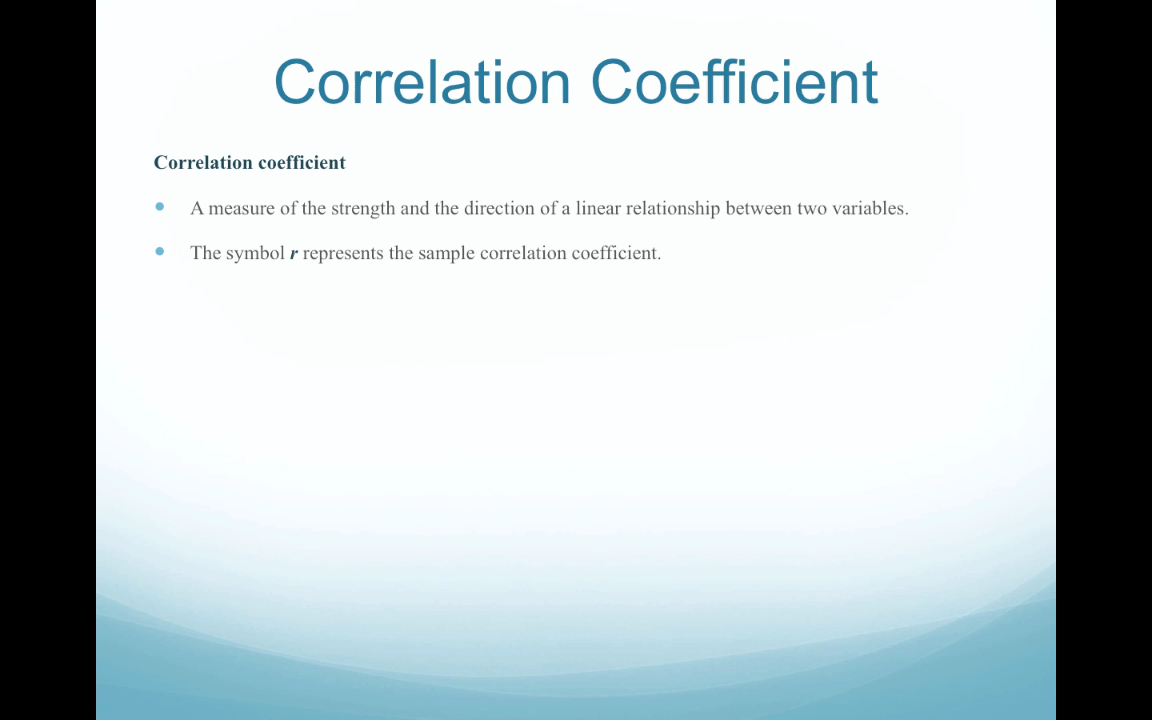 Correlation Coefficient
Correlation coefficient
• A measure of the strength and the direction of a linear relationship between two variables.
• The symbol r represents the sample correlation coefficient.